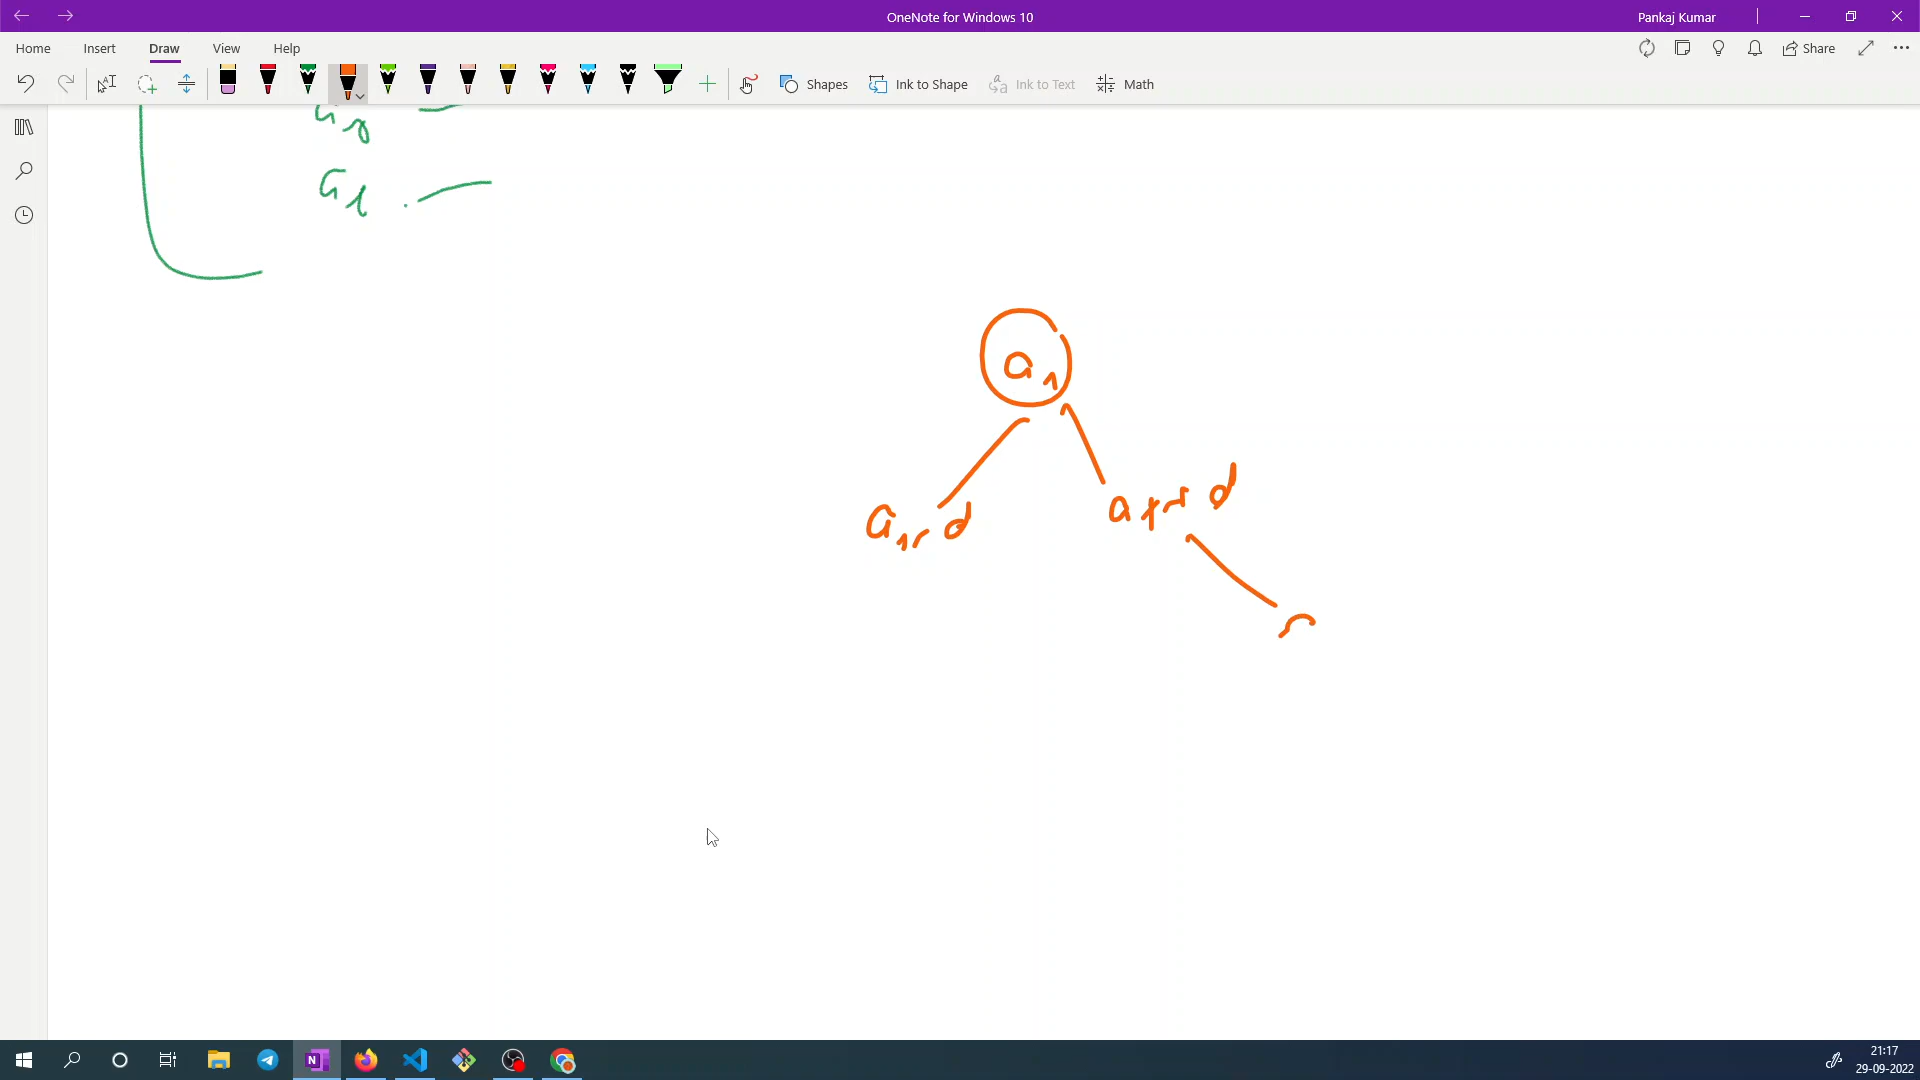 OneNote for Windows 10
Pankaj Kumar
Home Insert Draw View Help
Share
Shapes
Ink to Shape
Ink to Text
Math
a1
21:17
29-09-2022